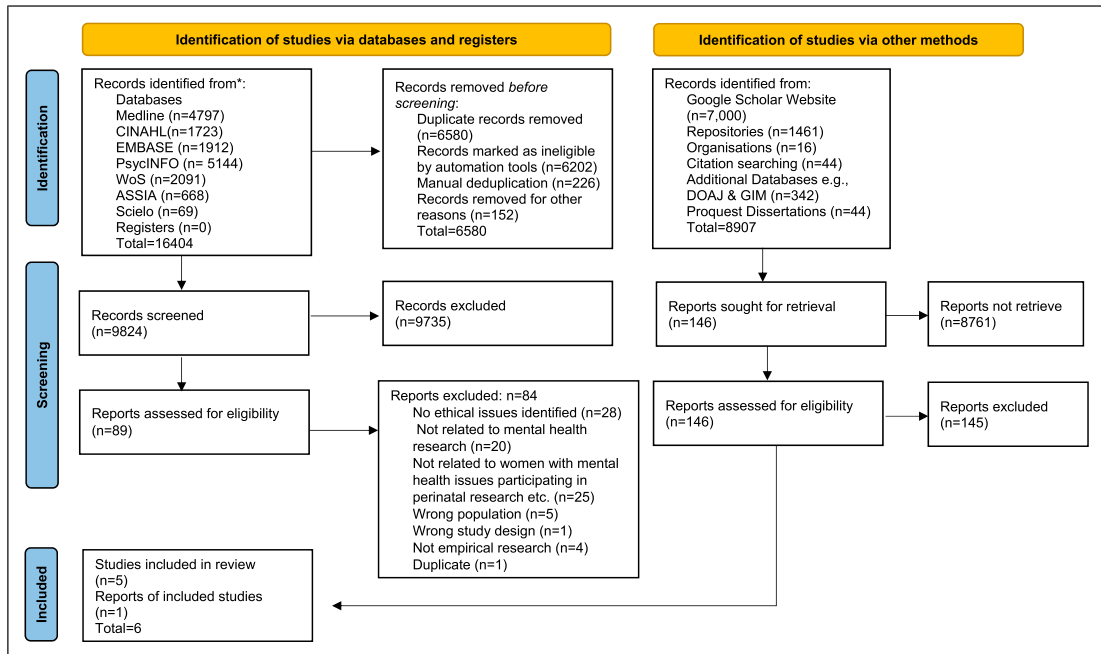 Identification of studies via databases and registers
Identification of studies via other methods
Identification
Records identified from*:
Databases
Medline (n=4797)
CINAHL(n=1723)
EMBASE (n=1912)
PsycINFO (n= 5144)
WoS (n=2091)
ASSIA (n=668)
Scielo (n=69)
Registers (n=0)
Total=16404
Records removed before
screening:
Duplicate records removed
(n=6580)
Records marked as ineligible
by automation tools (n=6202)
Manual deduplication (n=226)
Records removed for other
reasons (n=152)
Total=6580
Records identified from:
Google Scholar Website
(n=7,000)
Repositories (n=1461)
Organisations (n=16)
Citation searching (n=44)
Additional Databases e.g.,
DOAJ & GIM (n=342)
Proquest Dissertations (n=44)
Total=8907
Screening
Records screened
(n=9824)
Records excluded
(n=9735)
Reports sought for retrieval
(n=146)
Reports not retrieve
(n=8761)
Reports assessed for eligibility
(n=89)
Reports excluded: n=84
No ethical issues identified (n=28)
Not related to mental health
research (n=20)
Not related to women with mental
health issues participating in
perinatal research etc. (n=25)
Wrong population (n=5)
Wrong study design (n=1)
Not empirical research (n=4)
Duplicate (n=1)
Reports assessed for eligibility
(n=146)
Reports excluded
(n=145)
Included
Studies included in review
(n=5)
Reports of included studies
(n=1)
Total=6